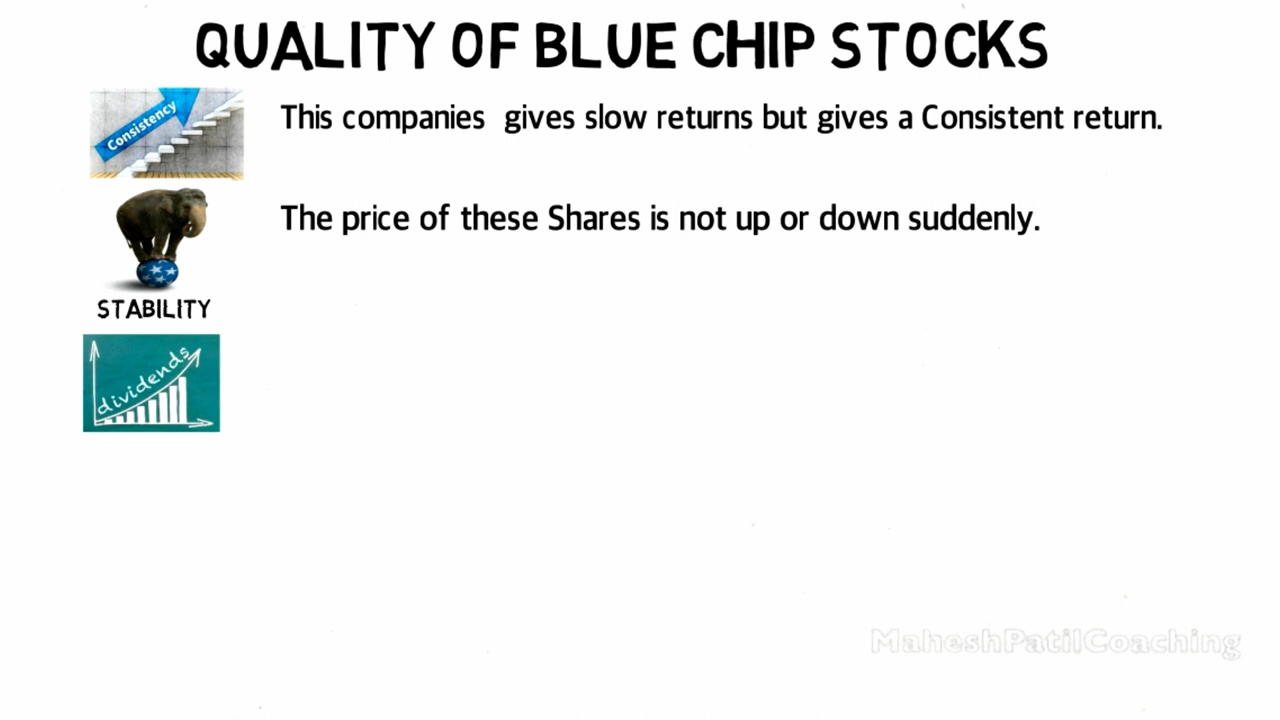 QUALITY OF BLUE CHIP STOCKS
Consistency
This companies gives slow returns but gives a Consistent return.
The price of these Shares is not up or down suddenly.
STABILITY
dividends
MaheshPatilCoaching